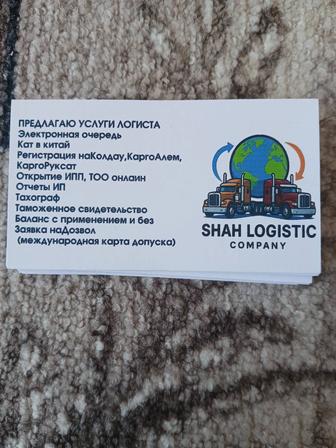 ПРЕДЛАГАЮ УСЛУГИ ЛОГИСТА
Электронная очередь
Кат в китай
Регистрация наКолдау,КаргоАлем,
КаргоРуксат
Открытие ИПП, ТОО онлаин
Отчеты ИП
Тахограф
Таможенное свидетельство
Баланс с применением и без
Заявка наДозвол
(международная карта допуска)
SHAH LOGISTIC
COMPANY